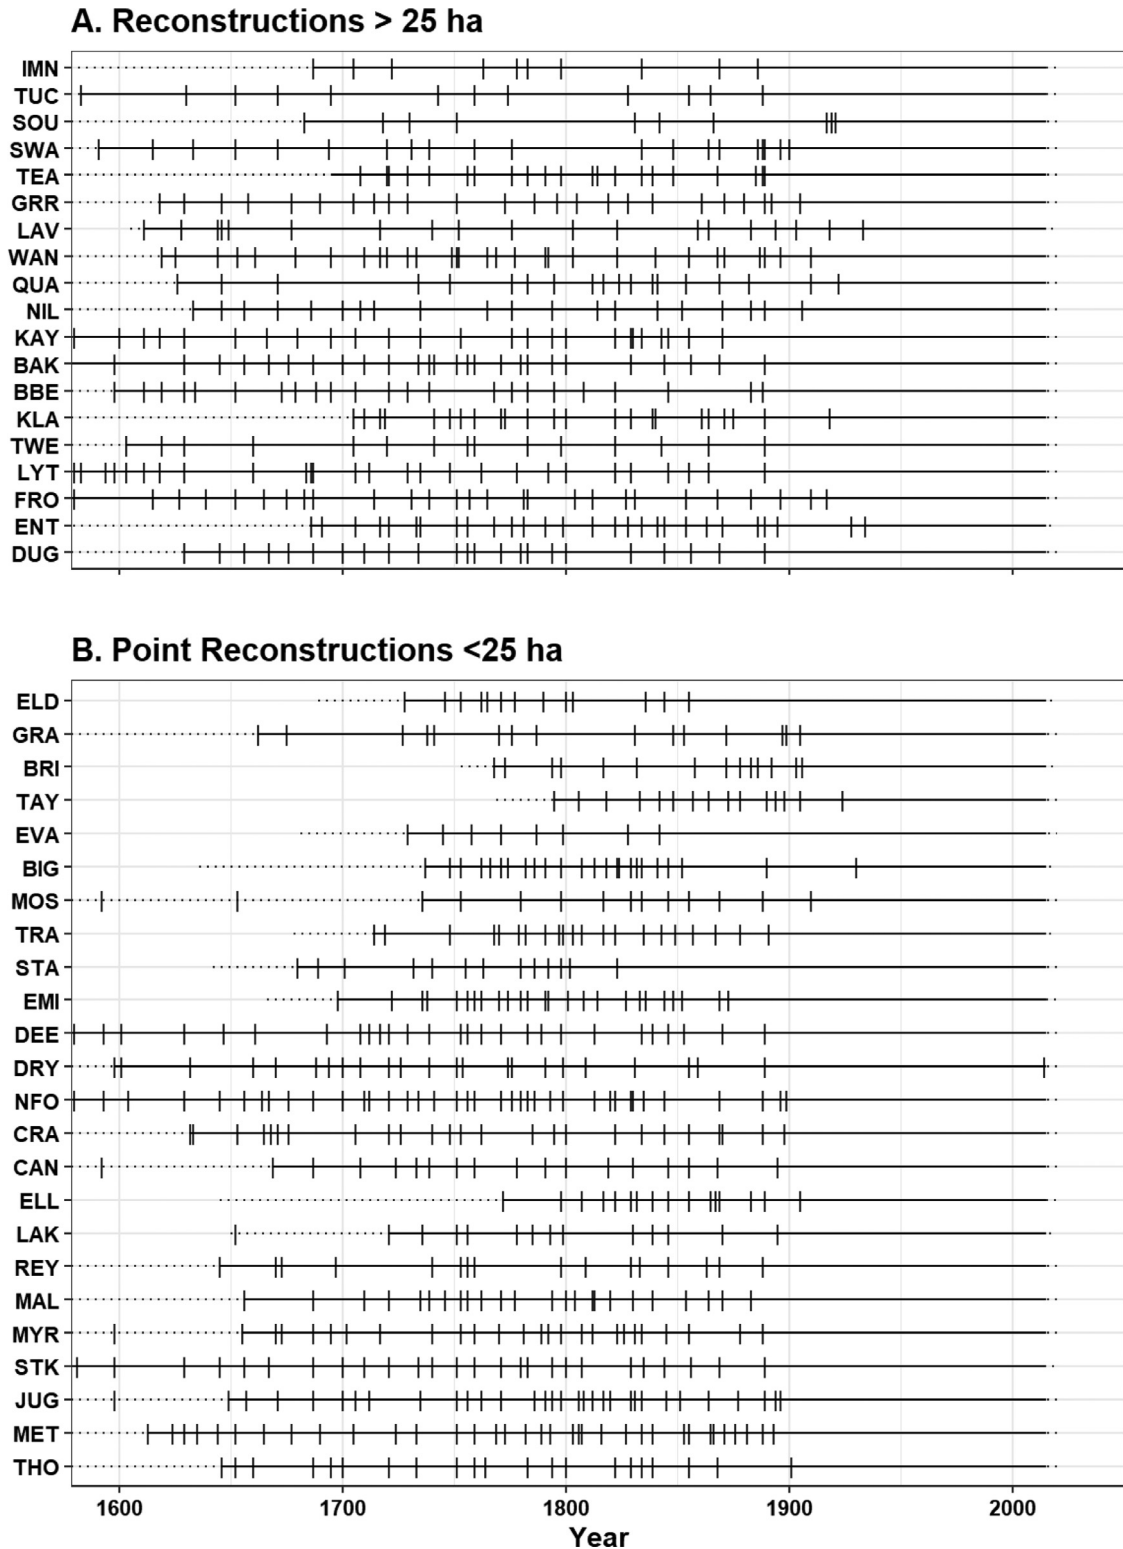 A. Reconstructions > 25 ha
IMN
TUC
SOU
SWA
TEA
GRR
LAV
WAN
QUA
NIL
KAY
BAK
BBE
KLA
TWE
LYT
FRO
ENT
DUG
B. Point Reconstructions <25 ha
ELD
GRA
BRI
TAY
EVA
BIG
MOS
TRA
STA
EMI
DEE
DRY
NFO
CRA
CAN
ELL
LAK
REY
MAL
MYR
STK
JUG
MET
THO
1600 1700 1800 1900 2000
Year